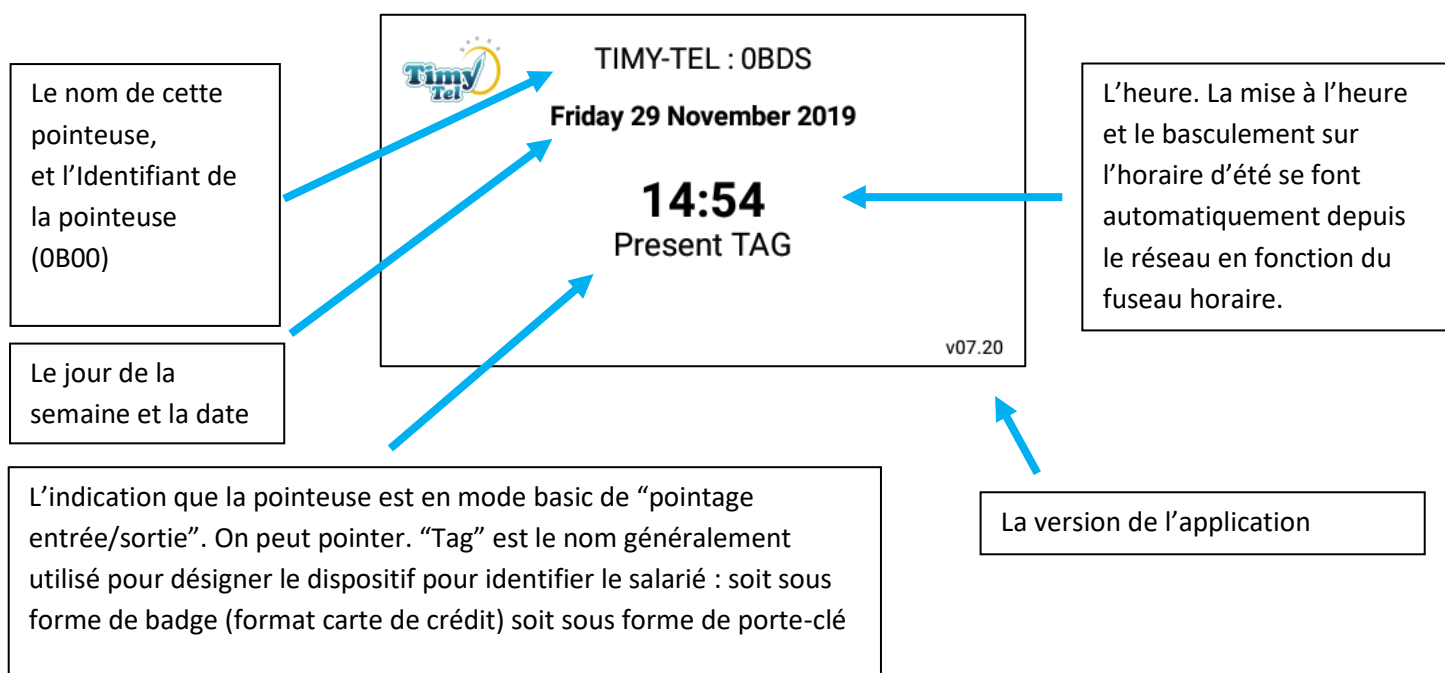 Timy
Tel
TIMY-TEL : 0BDS
Friday 29 November 2019
14:54
Present TAG
v07.20
Le nom de cette
pointeuse,
et l’Identifiant de
la pointeuse
(0B00)
Le jour de la
semaine et la date
L’heure. La mise à l’heure
et le basculement sur
l’horaire d’été se font
automatiquement depuis
le réseau en fonction du
fuseau horaire.
L’indication que la pointeuse est en mode basic de “pointage
entrée/sortie”. On peut pointer. “Tag” est le nom généralement
utilisé pour désigner le dispositif pour identifier le salarié : soit sous
forme de badge (format carte de crédit) soit sous forme de porte-clé
La version de l’application